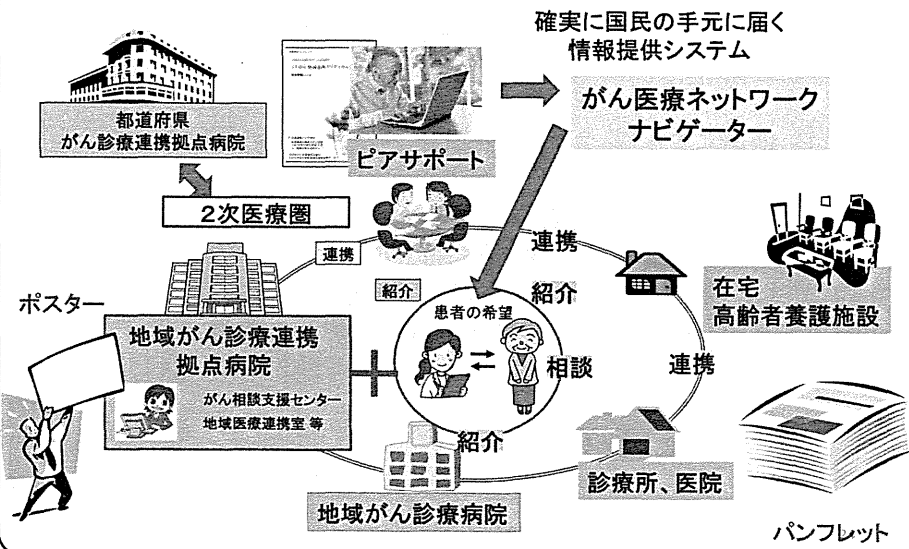 確実に国民の手元に届く
情報提供システム
都道府県
がん診療連携拠点病院
ピアサポート
がん医療ネットワーク
ナビゲーター
2次医療圏
連携
連携
紹介
紹介
患者の希望
ポスター
在宅
高齢者養護施設
地域がん診療連携
拠点病院
相談
連携
がん相談支援センター
地域医療連携室 等
紹介
診療所、医院
地域がん診療病院
パンフレット